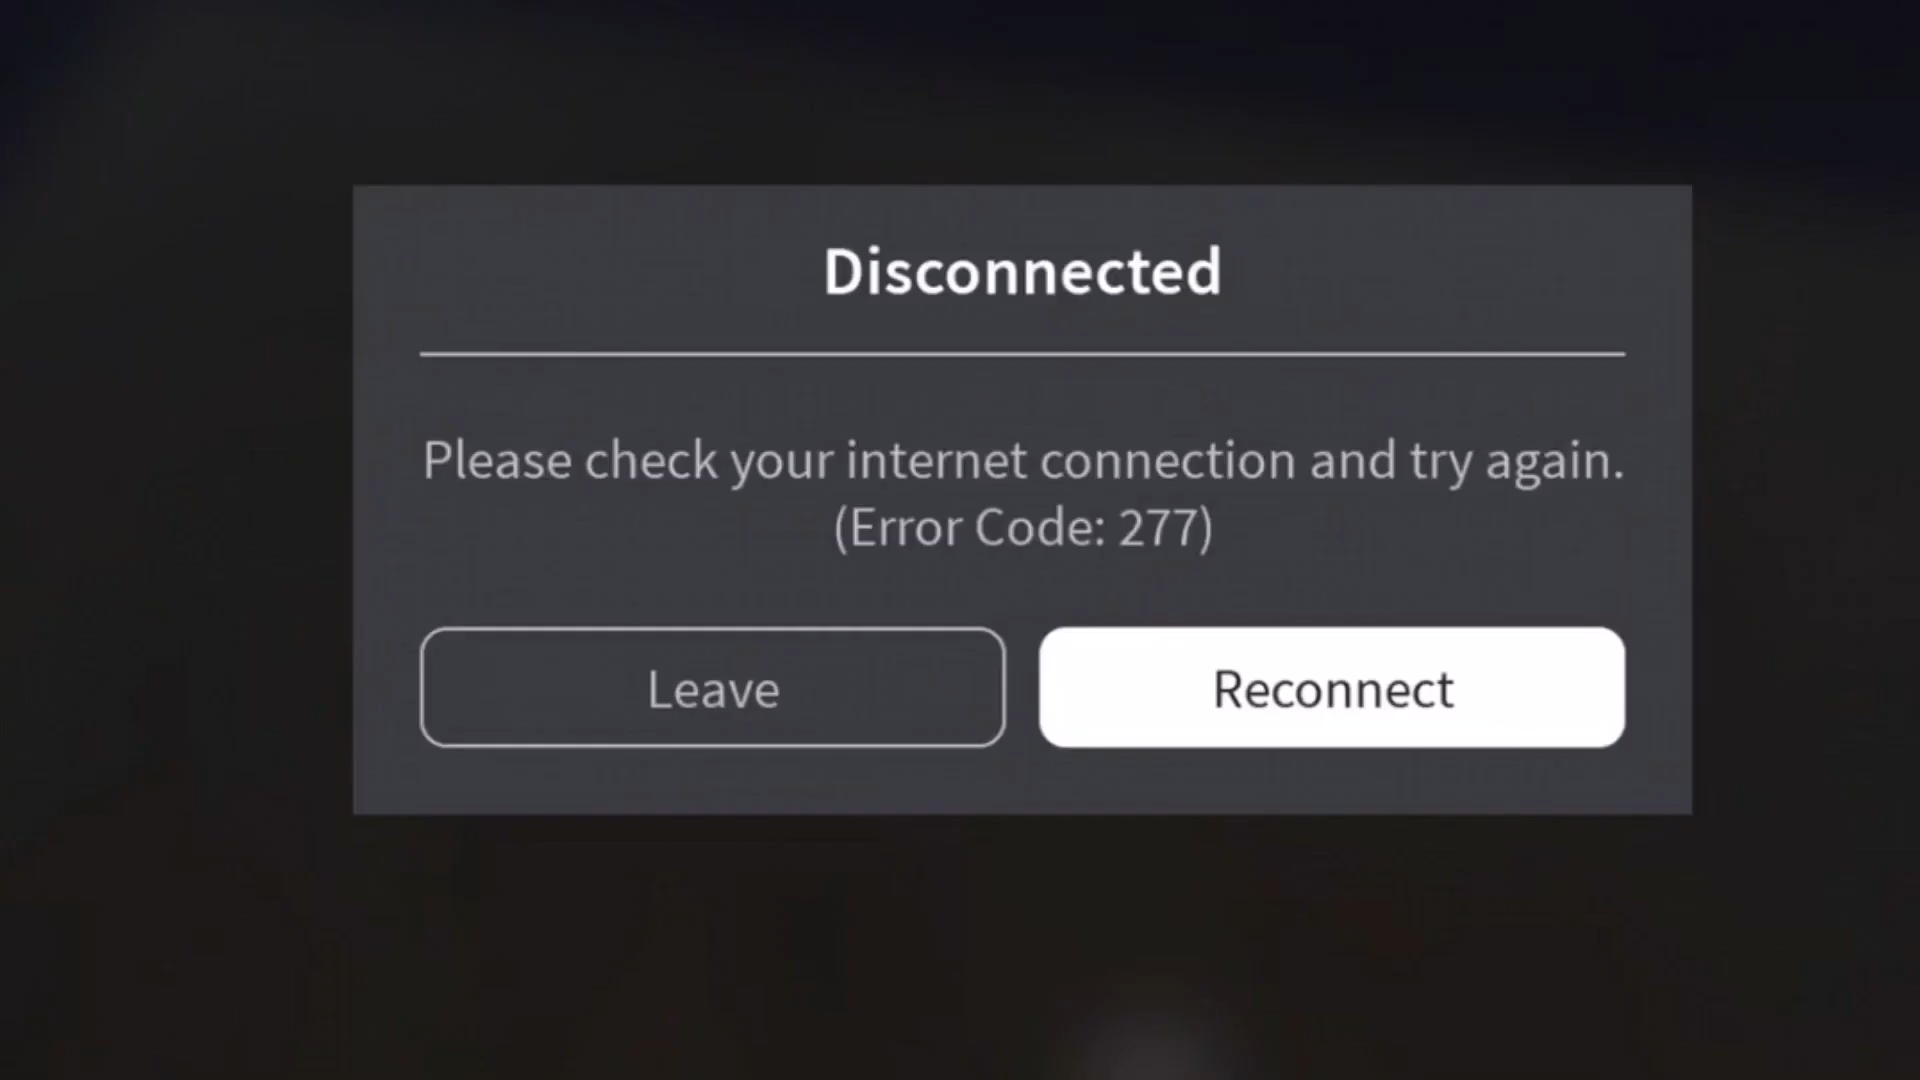 Disconnected
Please check your internet connection and try again.
(Error Code: 277)
Leave
Reconnect